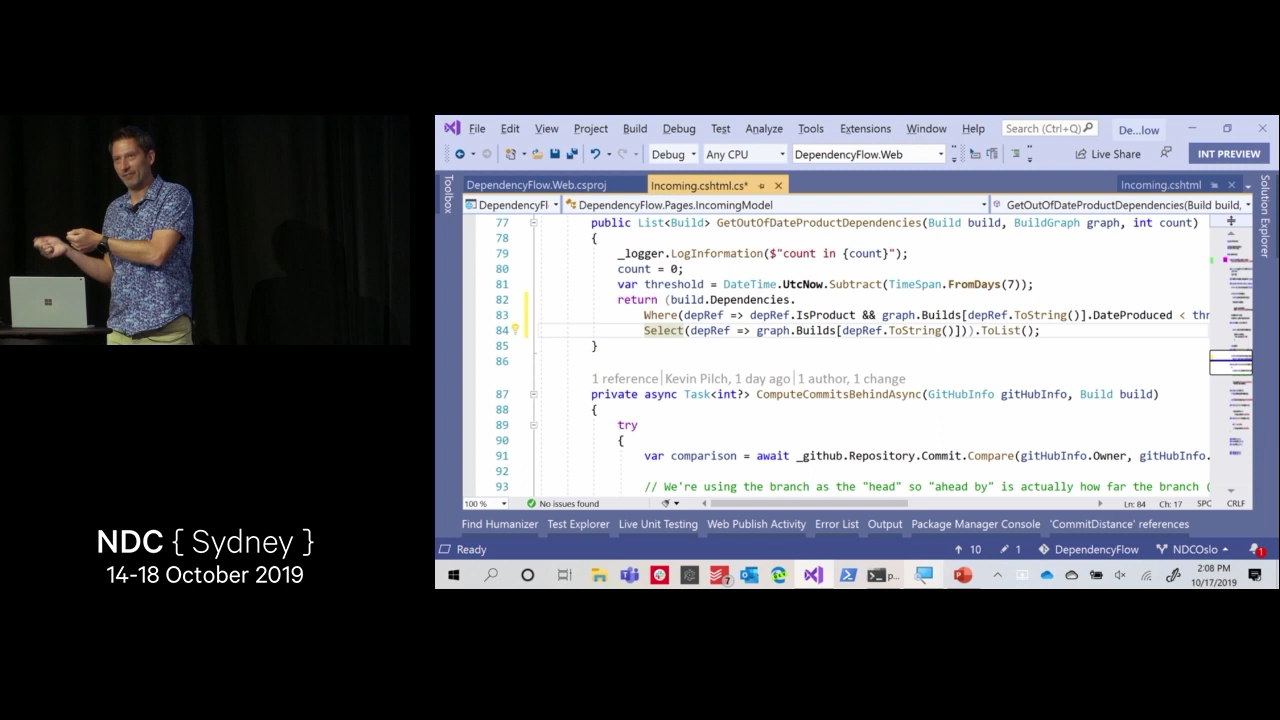 File Edit View Project Build Debug Test Analyze Tools Extensions Window Help Search (Ctrl+Q) De...low
Debug Any CPU DependencyFlow.Web Live Share INT PREVIEW
Toolbox
DependencyFlow.Web.csproj Incoming.cshtml.cs* Incoming.cshtml
DependencyFl DependencyFlow.Pages.IncomingModel GetOutOfDateProductDependencies(Build build,
Solution Explorer
77 public List<Build> GetOutOfDateProductDependencies(Build build, BuildGraph graph, int count)
78 {
79 _logger.LogInformation($"count in {count}");
80 count = 0;
81 var threshold = DateTime.UtcNow.Subtract(TimeSpan.FromDays(7));
82 return (build.Dependencies.
83 Where(depRef => depRef.IsProduct && graph.Builds[depRef.ToString()].DateProduced < thr
84 Select(depRef => graph.Builds[depRef.ToString()])).ToList();
85 }
86
1 reference | Kevin Pilch, 1 day ago | 1 author, 1 change
87 private async Task<int?> ComputeCommitsBehindAsync(GitHubInfo gitHubInfo, Build build)
88 {
89 try
90 {
91 var comparison = await _github.Repository.Commit.Compare(gitHubInfo.Owner, gitHubInfo.
92
93 // We're using the branch as the "head" so "ahead by" is actually how far the branch (
100 % No issues found Ln: 84 Ch: 17 SPC CRLF
Find Humanizer Test Explorer Live Unit Testing Web Publish Activity Error List Output Package Manager Console 'CommitDistance' references
Ready 10 1 DependencyFlow NDCOslo 1
7 p... 2:08 PM
10/17/2019
NDC { Sydney }
14-18 October 2019